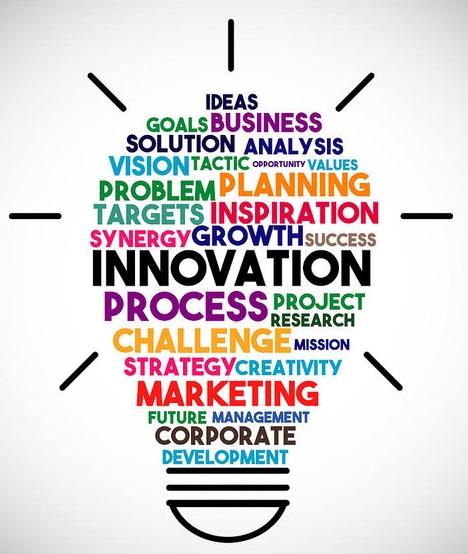 IDEAS
GOALS BUSINESS
SOLUTION ANALYSIS
VISION TACTIC OPPORTUNITY VALUES
PROBLEM PLANNING
TARGETS INSPIRATION
SYNERGY GROWTH SUCCESS
INNOVATION
PROCESS PROJECT
RESEARCH
CHALLENGE MISSION
STRATEGY CREATIVITY
MARKETING
FUTURE MANAGEMENT
CORPORATE
DEVELOPMENT